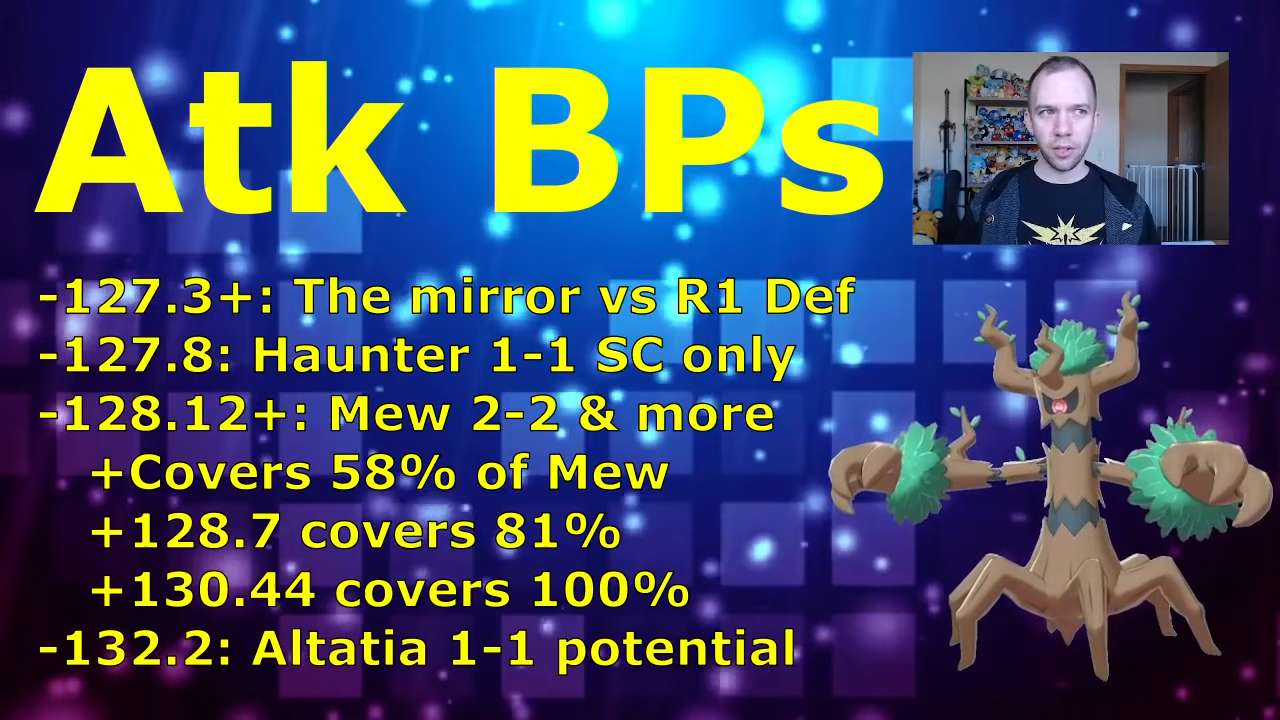 Atk BPs
-127.3+: The mirror vs R1 Def
-127.8: Haunter 1-1 SC only
-128.12+: Mew 2-2 & more
+Covers 58% of Mew
+128.7 covers 81%
+130.44 covers 100%
-132.2: Altatia 1-1 potential